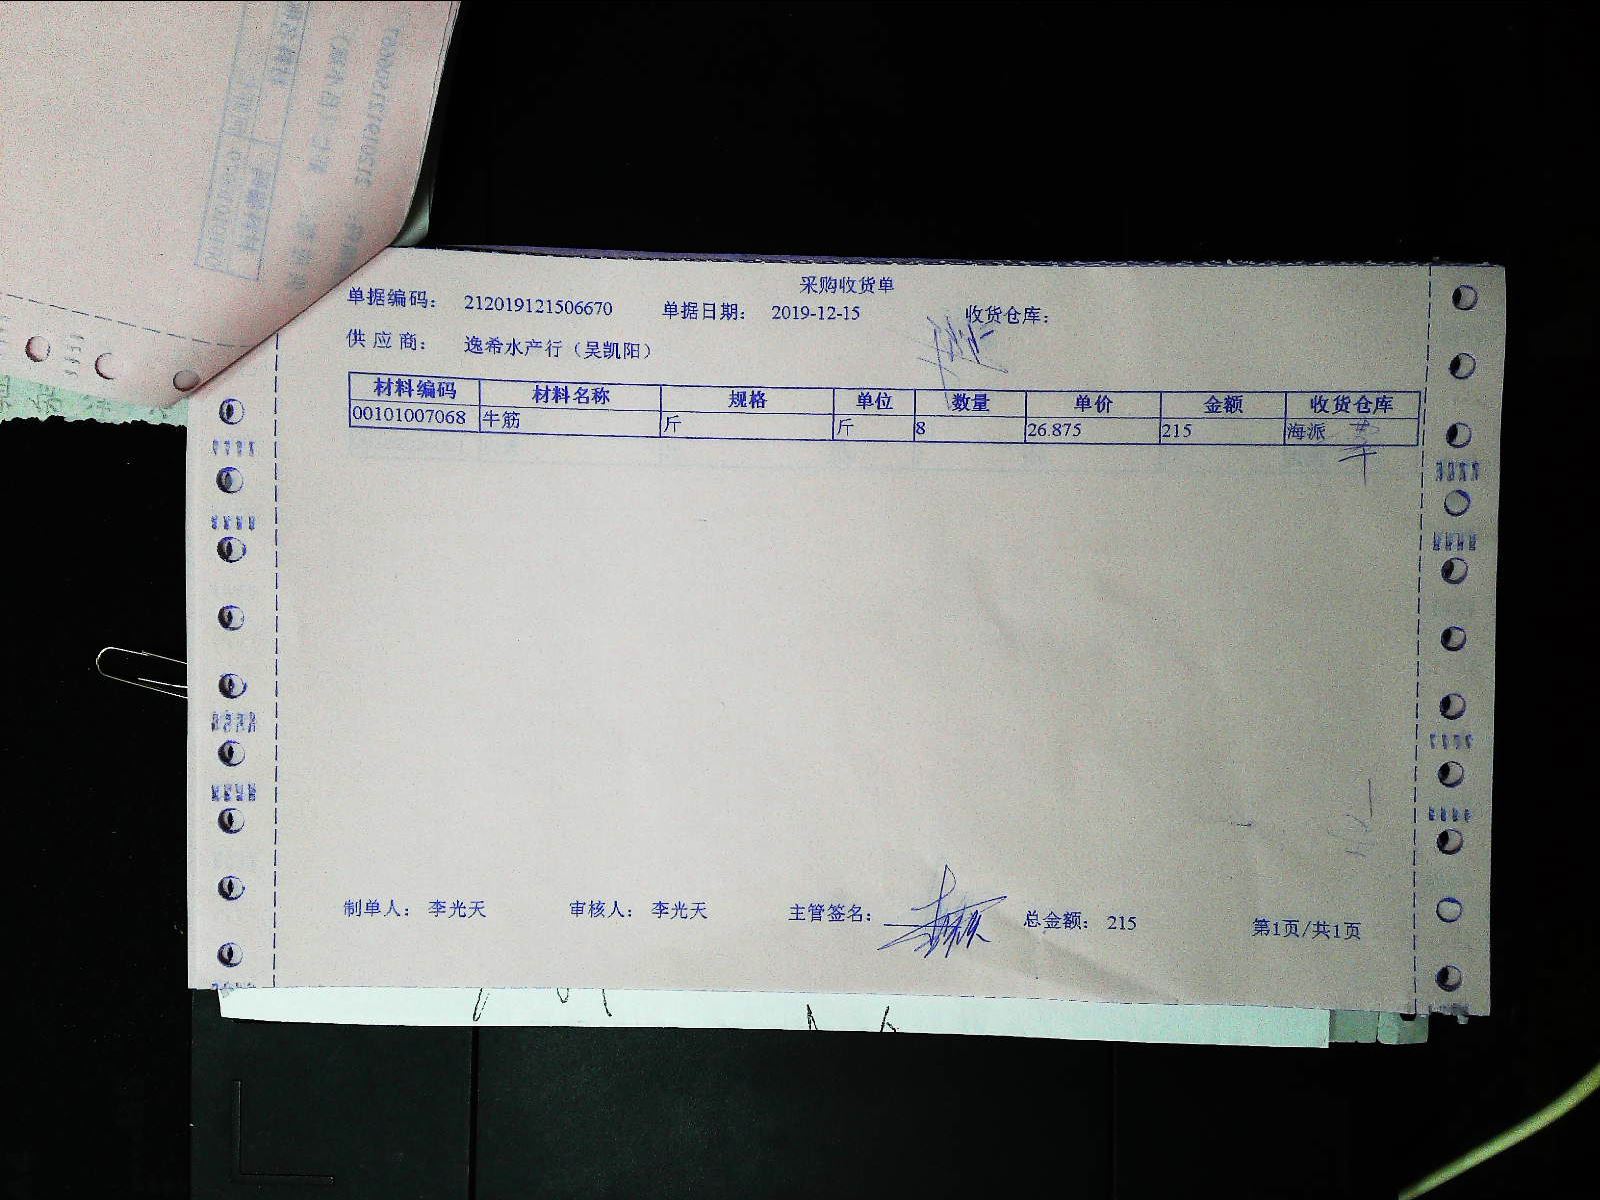 采购收货单
单据编码： 212019121506670 单据日期： 2019-12-15 收货仓库：
供 应 商： 逸希水产行（吴凯阳）
材料编码 材料名称 规格 单位 数量 单价 金额 收货仓库
00101007068 牛筋 斤 斤 8 26.875 215 海派
制单人： 李光天 审核人： 李光天 主管签名： 总金额： 215 第1页/共1页